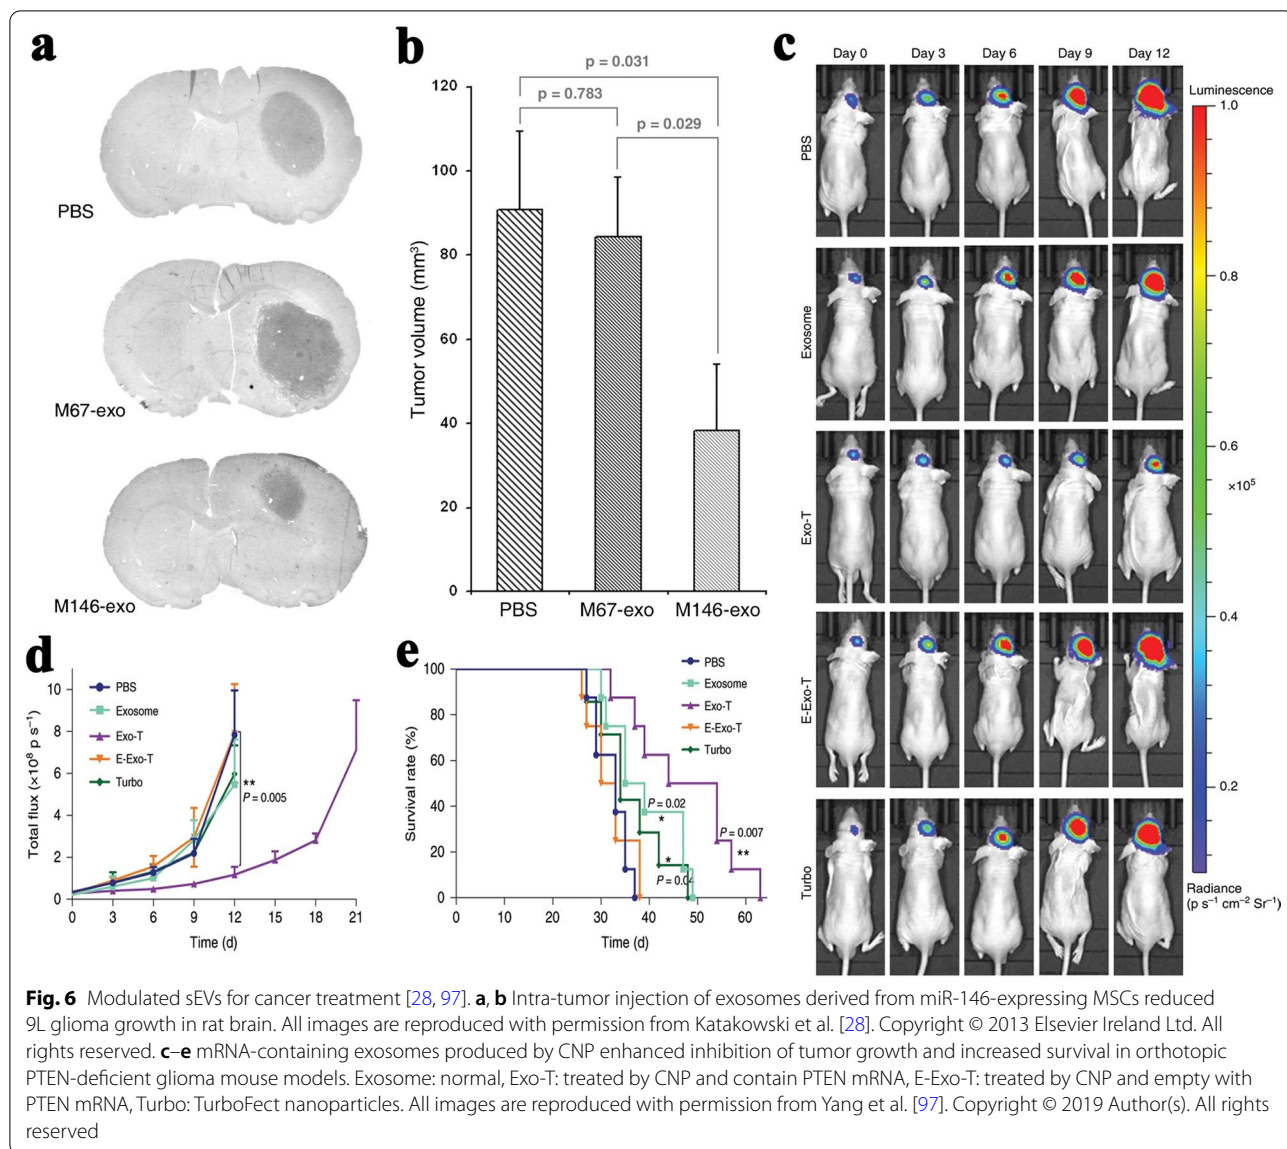 a
PBS
M67-exo
M146-exo
b
p = 0.031
p = 0.783
p = 0.029
120
100
80
60
40
20
0
Tumor volume (mm³)
PBS M67-exo M146-exo
c
Day 0 Day 3 Day 6 Day 9 Day 12
PBS
Exosome
Exo-T
E-Exo-T
Turbo
Luminescence
1.0
0.8
0.6
×10⁵
0.4
0.2
Radiance
(p s⁻¹ cm⁻² Sr⁻¹)
d
PBS
Exosome
Exo-T
E-Exo-T
Turbo
10
8
6
4
2
0
Total flux (×10⁸ p s⁻¹)
**
P = 0.005
0 3 6 9 12 15 18 21
Time (d)
e
PBS
Exosome
Exo-T
E-Exo-T
Turbo
100
80
60
40
20
0
Survival rate (%)
P = 0.02
*
P = 0.007
**
*
P = 0.04
0 10 20 30 40 50 60
Time (d)
Fig. 6 Modulated sEVs for cancer treatment [28, 97]. a, b Intra-tumor injection of exosomes derived from miR-146-expressing MSCs reduced
9L glioma growth in rat brain. All images are reproduced with permission from Katakowski et al. [28]. Copyright © 2013 Elsevier Ireland Ltd. All
rights reserved. c–e mRNA-containing exosomes produced by CNP enhanced inhibition of tumor growth and increased survival in orthotopic
PTEN-deficient glioma mouse models. Exosome: normal, Exo-T: treated by CNP and contain PTEN mRNA, E-Exo-T: treated by CNP and empty with
PTEN mRNA, Turbo: TurboFect nanoparticles. All images are reproduced with permission from Yang et al. [97]. Copyright © 2019 Author(s). All rights
reserved